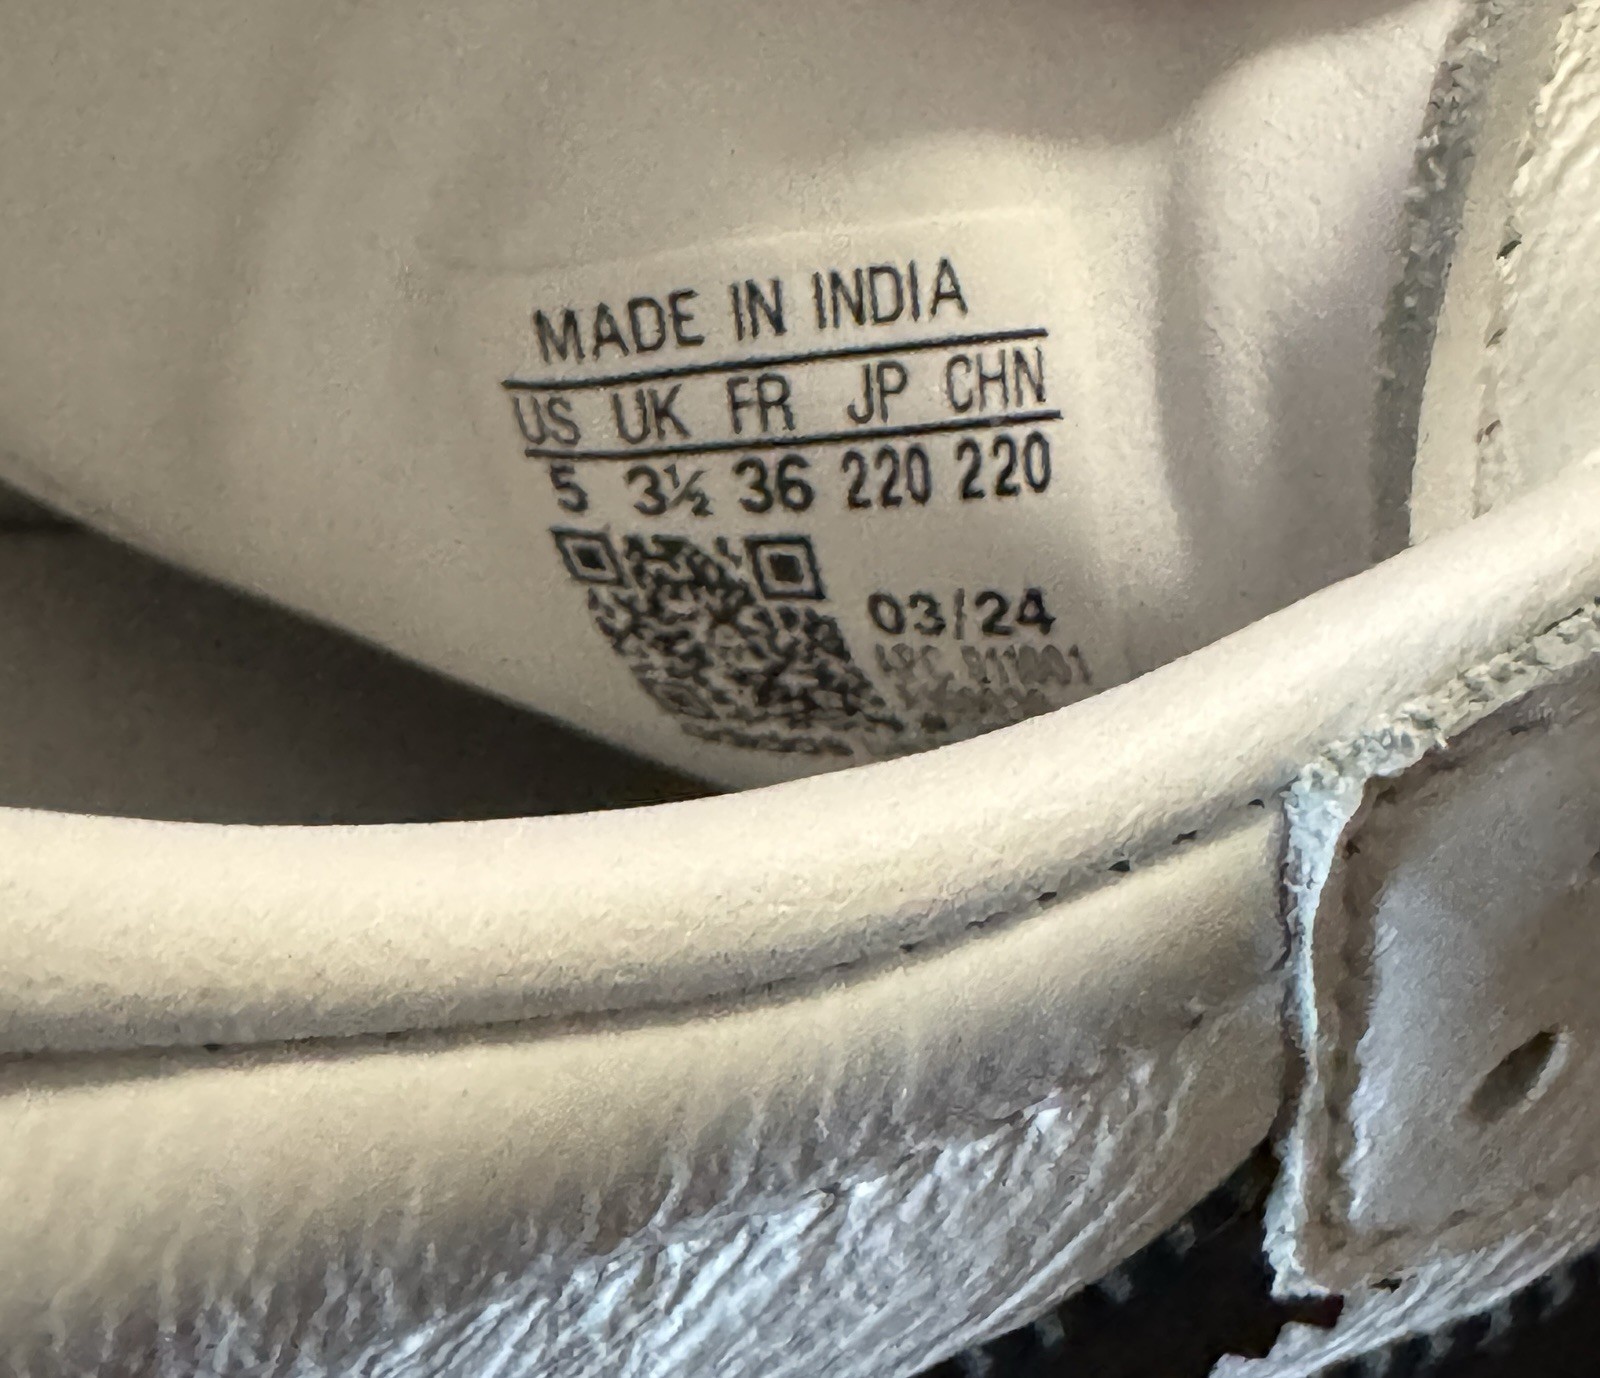 MADE IN INDIA
US UK FR JP CHN
5 3½ 36 220 220
03/24